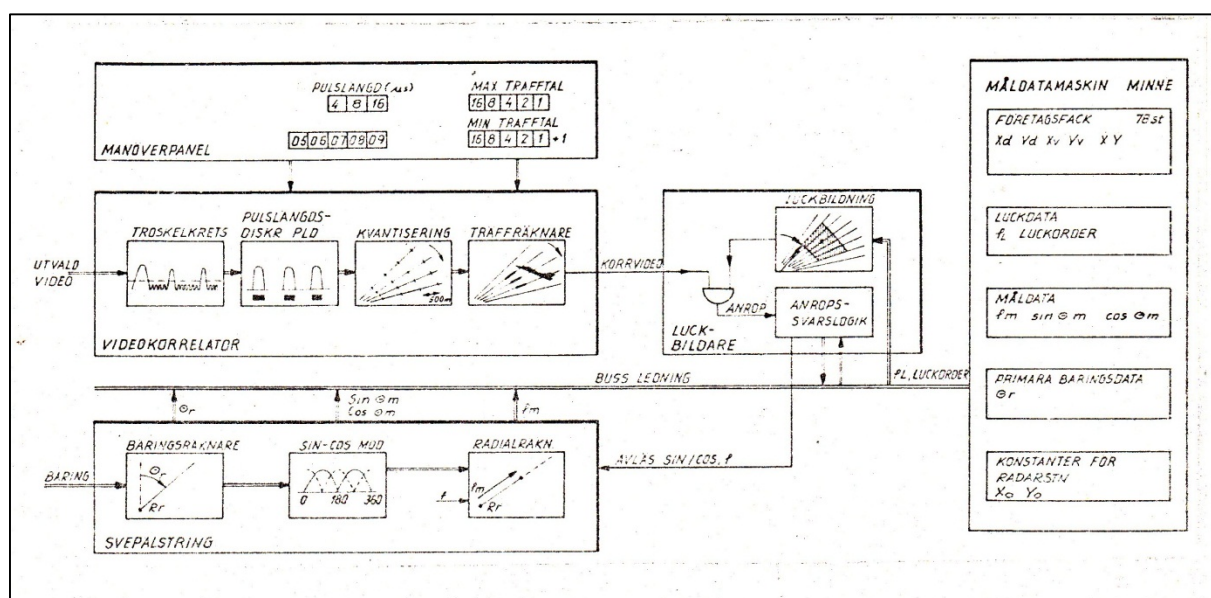 PULSLÄNGD (µs)
4 8 16
05 06 07 08 09
MAX TRÄFFTAL
16 8 4 2 1
MIN TRÄFFTAL
16 8 4 2 1 +1
MANÖVERPANEL
UTVALD
VIDEO
TRÖSKELKRETS
PULSLÄNGDS-
DISKR PLD
KVANTISERING
500m
TRÄFFRÄKNARE
VIDEOKORRELATOR
KORRVIDEO
LUCKBILDNING
ANROP
ANROPS-
SVARSLOGIK
LUCK-
BILDARE
BUSS LEDNING
ρL, LUCKORDER
Θr
Sin Θm
Cos Θm
ρm
BÄRING
BÄRINGSRÄKNARE
Θr
Rr
SIN-COS MOD
0 180 360
RADIALRÄKN.
ρm
Rr
AVLÄS SIN/COS, ρ
SVEPALSTRING
MÅLDATAMASKIN MINNE
FÖRETAGSFACK 78st
Xd Yd Xv Yv Ẋ Ẏ
LUCKDATA
ρL LUCKORDER
MÅLDATA
ρm sin Θm cos Θm
PRIMÄRA BÄRINGSDATA
Θr
KONSTANTER FÖR
RADARSTN
Xo Yo